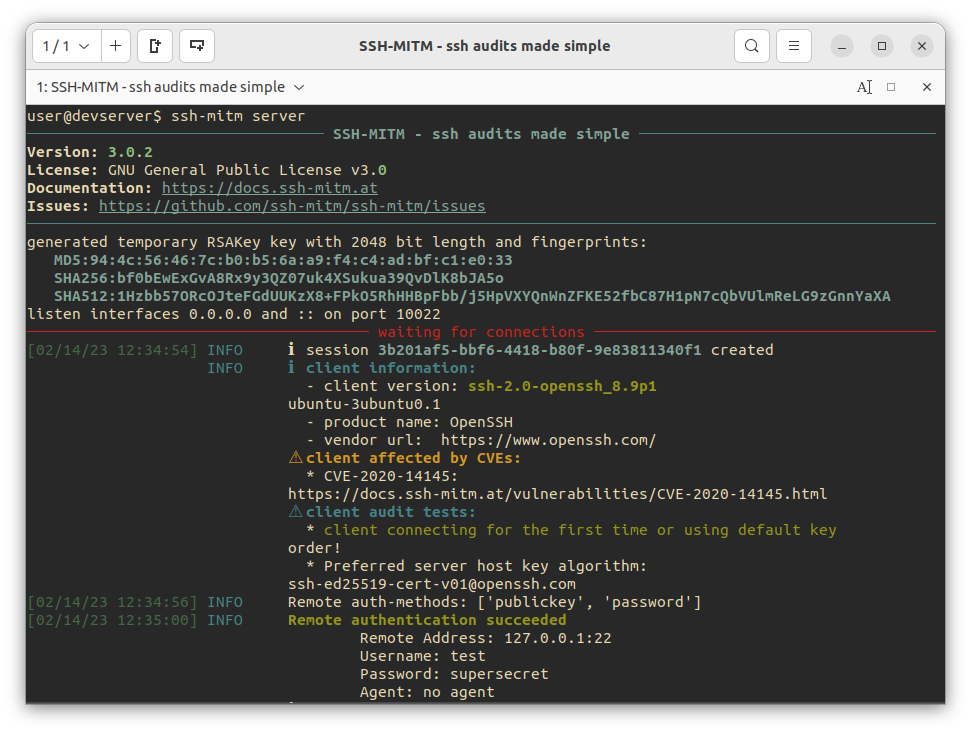 1 / 1
SSH-MITM - ssh audits made simple
1: SSH-MITM - ssh audits made simple
user@devserver$ ssh-mitm server
SSH-MITM - ssh audits made simple
Version: 3.0.2
License: GNU General Public License v3.0
Documentation: https://docs.ssh-mitm.at
Issues: https://github.com/ssh-mitm/ssh-mitm/issues
generated temporary RSAKey key with 2048 bit length and fingerprints:
MD5:94:4c:56:46:7c:b0:b5:6a:a9:f4:c4:ad:bf:c1:e0:33
SHA256:bf0bEwExGvA8Rx9y3QZ07uk4XSukua39QvDlK8bJA5o
SHA512:1Hzbb57ORcOJteFGdUUKzX8+FPkO5RhHHBpFbb/j5HpVXYQnWnZFKE52fbC87H1pN7cQbVUlmReLG9zGnnYaXA
listen interfaces 0.0.0.0 and :: on port 10022
waiting for connections
[02/14/23 12:34:54] INFO ℹ session 3b201af5-bbf6-4418-b80f-9e83811340f1 created
INFO ℹ client information:
- client version: ssh-2.0-openssh_8.9p1
ubuntu-3ubuntu0.1
- product name: OpenSSH
- vendor url: https://www.openssh.com/
⚠client affected by CVEs:
* CVE-2020-14145:
https://docs.ssh-mitm.at/vulnerabilities/CVE-2020-14145.html
⚠client audit tests:
* client connecting for the first time or using default key
order!
* Preferred server host key algorithm:
ssh-ed25519-cert-v01@openssh.com
[02/14/23 12:34:56] INFO Remote auth-methods: ['publickey', 'password']
[02/14/23 12:35:00] INFO Remote authentication succeeded
Remote Address: 127.0.0.1:22
Username: test
Password: supersecret
Agent: no agent